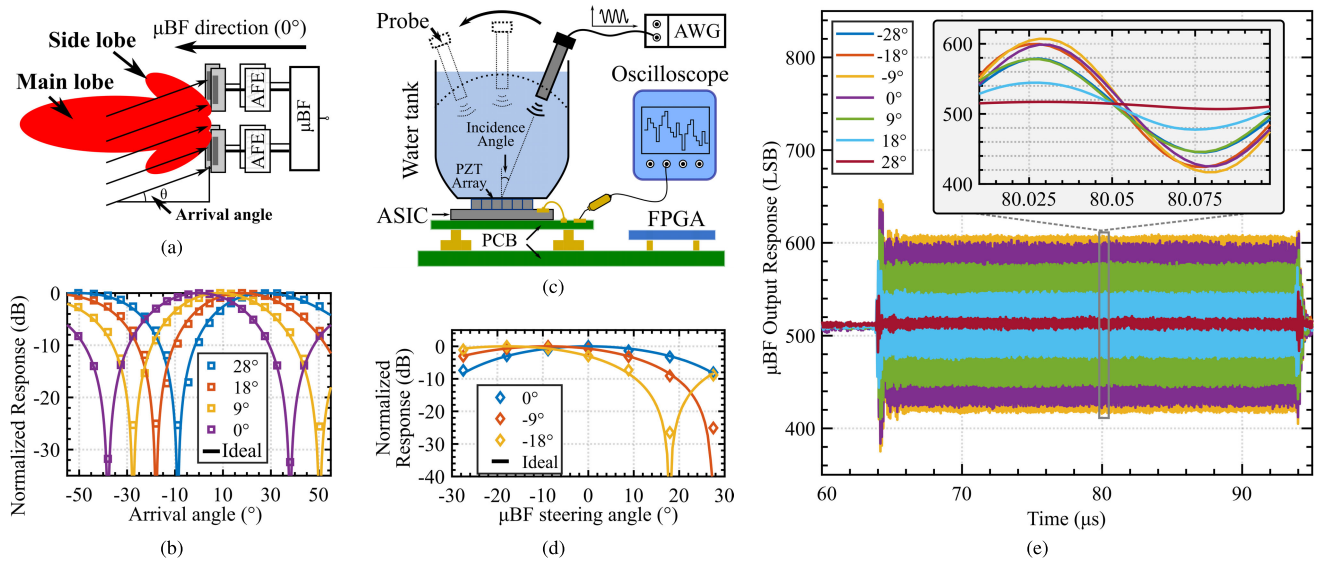 Side lobe
Main lobe
μBF direction (0°)
AFE
AFE
μBF
θ
Arrival angle
(a)
Normalized Response (dB)
0
-10
-20
-30
28°
18°
9°
0°
Ideal
-50 -30 -10 10 30 50
Arrival angle (°)
(b)
Probe
AWG
Oscilloscope
Water tank
Incidence
Angle
PZT
Array
ASIC
PCB
FPGA
(c)
Normalized
Response (dB)
0
-10
-20
-30
-40
0°
-9°
-18°
Ideal
-30 -20 -10 0 10 20 30
μBF steering angle (°)
(d)
μBF Output Response (LSB)
800
700
600
500
400
-28°
-18°
-9°
0°
9°
18°
28°
600
500
400
80.025 80.05 80.075
60 70 80 90
Time (μs)
(e)